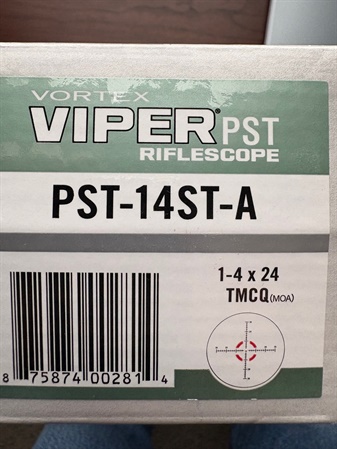 VORTEX
VIPER® PST
RIFLESCOPE
PST-14ST-A
1-4 x 24
TMCQ(MOA)
8 75874 00281 4